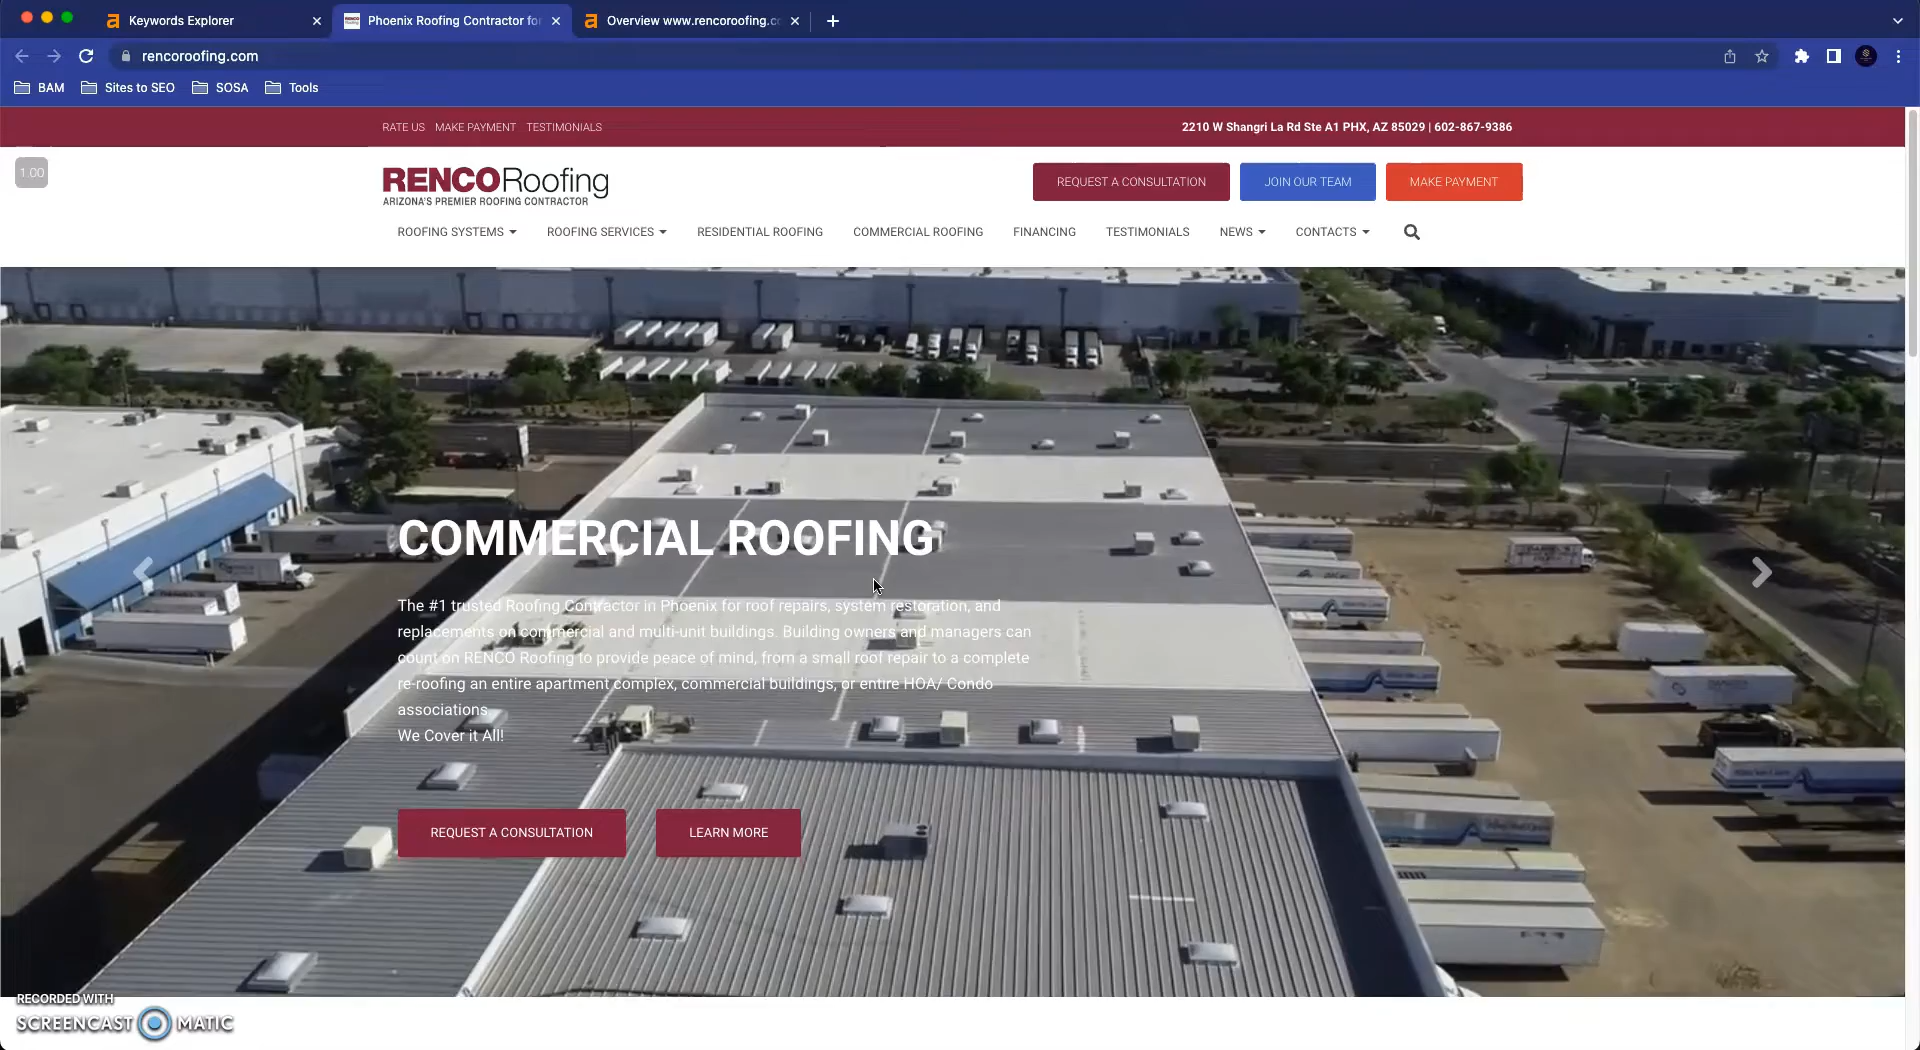 Keywords Explorer
Phoenix Roofing Contractor fo
Overview www.rencoroofing.c
rencoroofing.com
BAM
Sites to SEO
SOSA
Tools
RATE US
MAKE PAYMENT
TESTIMONIALS
2210 W Shangri La Rd Ste A1 PHX, AZ 85029 | 602-867-9386
1.00
RENCO Roofing
ARIZONA'S PREMIER ROOFING CONTRACTOR
REQUEST A CONSULTATION
JOIN OUR TEAM
MAKE PAYMENT
ROOFING SYSTEMS
ROOFING SERVICES
RESIDENTIAL ROOFING
COMMERCIAL ROOFING
FINANCING
TESTIMONIALS
NEWS
CONTACTS
COMMERCIAL ROOFING
The #1 trusted Roofing Contractor in Phoenix for roof repairs, system restoration, and
replacements on commercial and multi-unit buildings. Building owners and managers can
count on RENCO Roofing to provide peace of mind, from a small roof repair to a complete
re-roofing an entire apartment complex, commercial buildings, or entire HOA/ Condo
associations.
We Cover it All!
REQUEST A CONSULTATION
LEARN MORE
RECORDED WITH
SCREENCAST MATIC